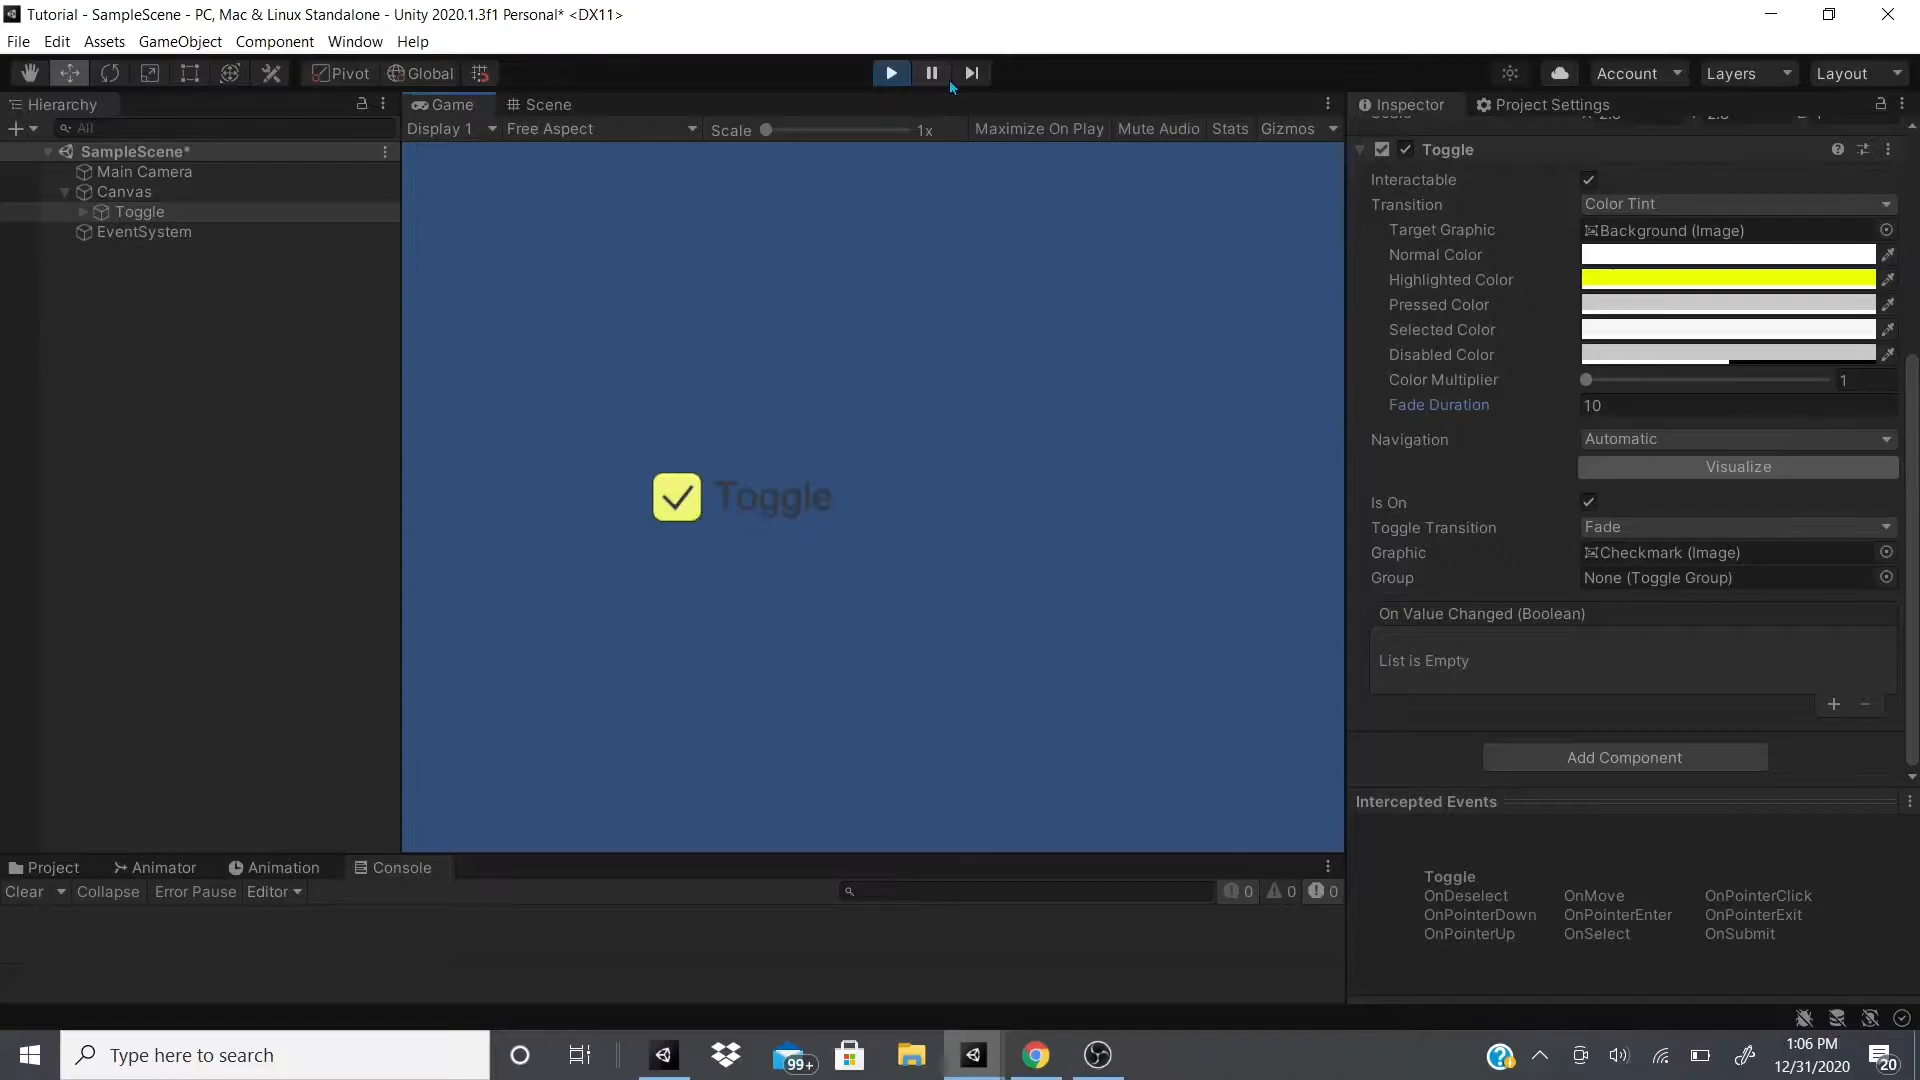 Tutorial - SampleScene - PC, Mac & Linux Standalone - Unity 2020.1.3f1 Personal* <DX11>
File Edit Assets GameObject Component Window Help
Pivot Global Account Layers Layout
Hierarchy
All
SampleScene*
Main Camera
Canvas
Toggle
EventSystem
Game Scene
Display 1 Free Aspect Scale 1x Maximize On Play Mute Audio Stats Gizmos
Toggle
Inspector Project Settings
Toggle
Interactable
Transition Color Tint
Target Graphic Background (Image)
Normal Color
Highlighted Color
Pressed Color
Selected Color
Disabled Color
Color Multiplier 1
Fade Duration 10
Navigation Automatic
Visualize
Is On
Toggle Transition Fade
Graphic Checkmark (Image)
Group None (Toggle Group)
On Value Changed (Boolean)
List is Empty
Add Component
Intercepted Events
Toggle
OnDeselect OnMove OnPointerClick
OnPointerDown OnPointerEnter OnPointerExit
OnPointerUp OnSelect OnSubmit
Project Animator Animation Console
Clear Collapse Error Pause Editor 0 0 0
Type here to search 99+ 1:06 PM
12/31/2020 20